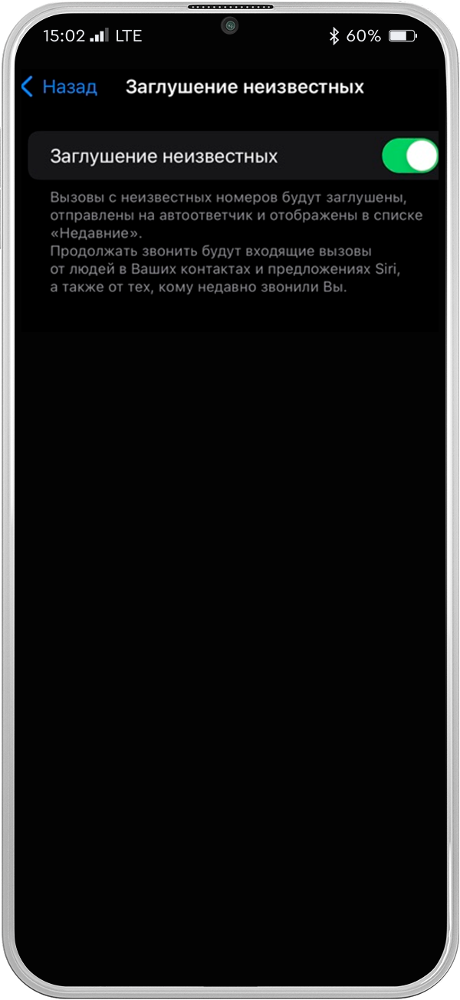 15:02 LTE 60%
Назад Заглушение неизвестных
Заглушение неизвестных
Вызовы с неизвестных номеров будут заглушены,
отправлены на автоответчик и отображены в списке
«Недавние».
Продолжать звонить будут входящие вызовы
от людей в Ваших контактах и предложениях Siri,
а также от тех, кому недавно звонили Вы.